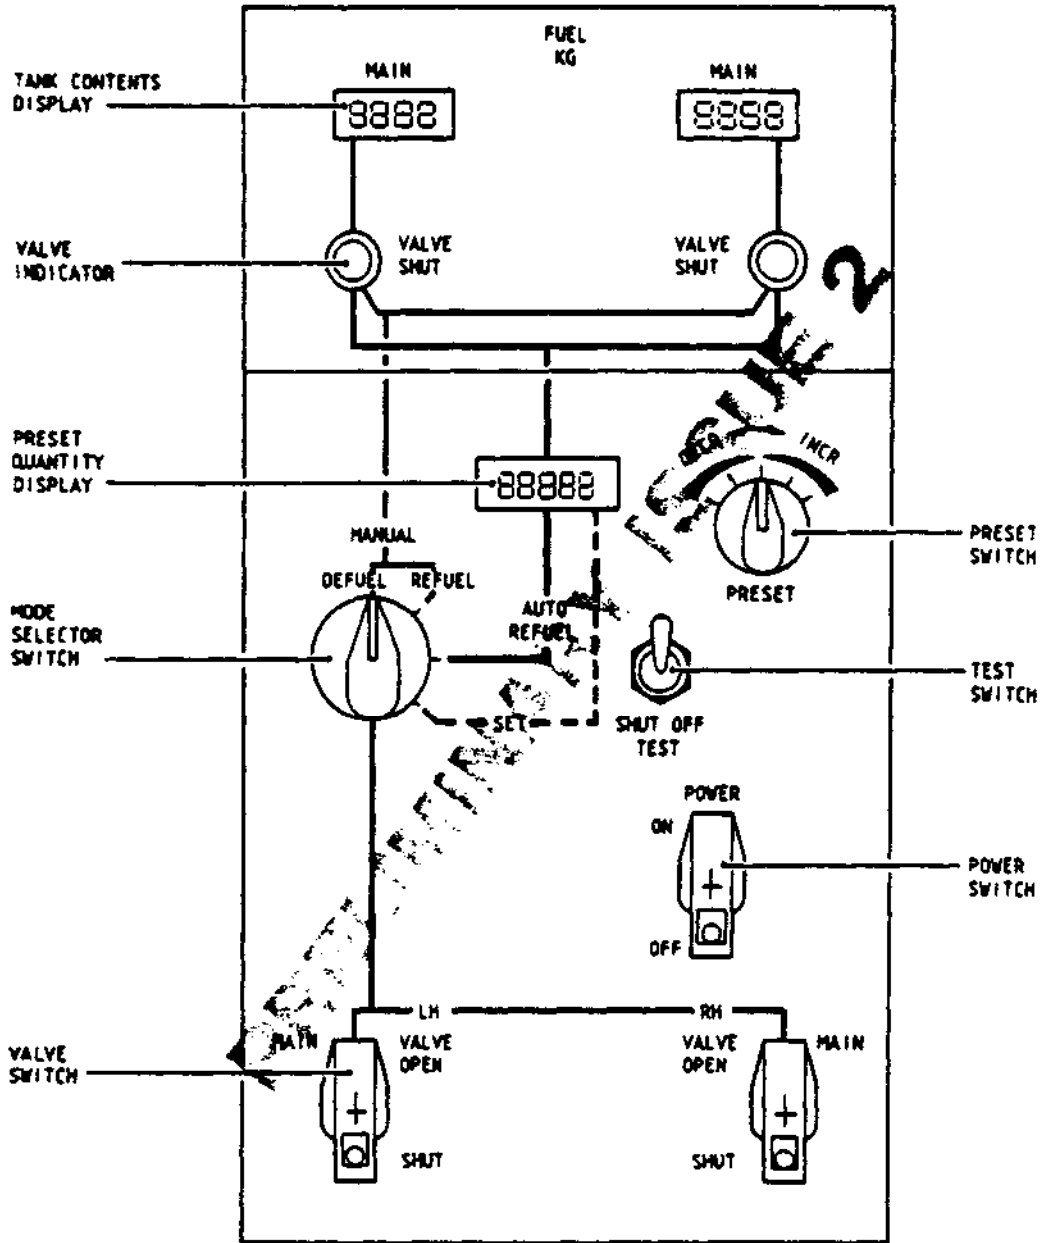 FUEL
KG
TANK CONTENTS
DISPLAY
MAIN
MAIN
VALVE
INDICATOR
VALVE
SHUT
VALVE
SHUT
PRESET
QUANTITY
DISPLAY
DECR
INCR
PRESET
PRESET
SWITCH
MANUAL
DEFUEL
REFUEL
MODE
SELECTOR
SWITCH
AUTO
REFUEL
SET
SHUT OFF
TEST
TEST
SWITCH
POWER
ON
OFF
POWER
SWITCH
LH
RH
VALVE
SWITCH
MAIN
VALVE
OPEN
SHUT
VALVE
OPEN
MAIN
SHUT
ISSUE 2